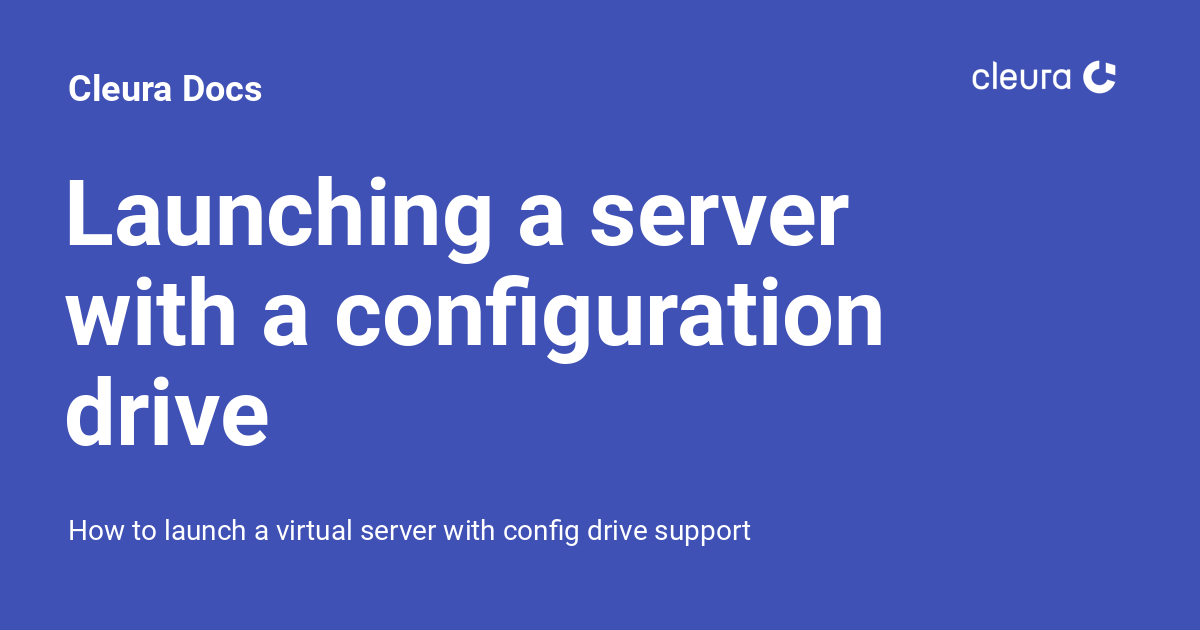 Cleura Docs
cleura
Launching a server
with a configuration
drive
How to launch a virtual server with config drive support